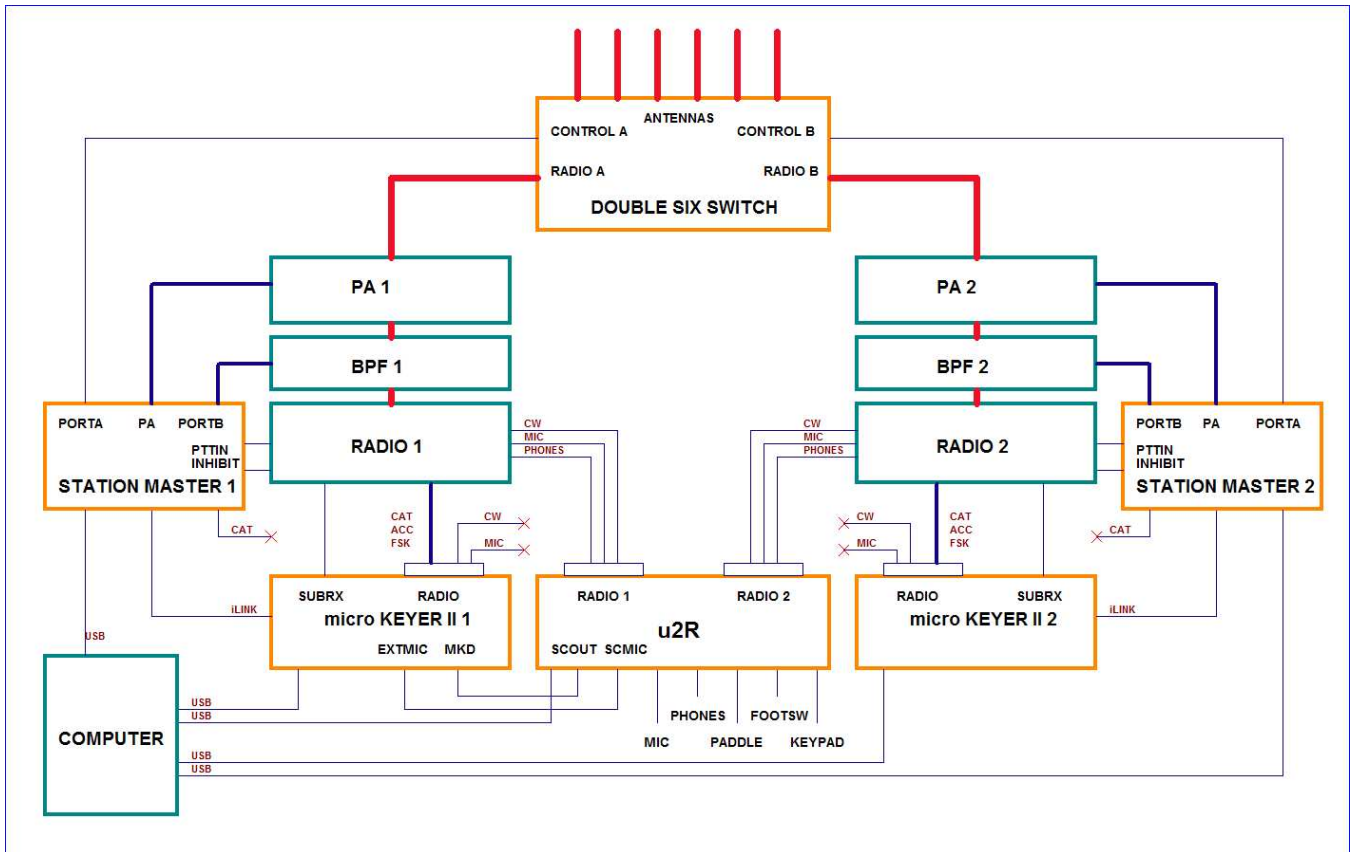 ANTENNAS
CONTROL A
CONTROL B
RADIO A
RADIO B
DOUBLE SIX SWITCH
PA 1
PA 2
BPF 1
BPF 2
PORTA
PA
PORTB
PTTIN
INHIBIT
STATION MASTER 1
RADIO 1
CW
MIC
PHONES
CW
MIC
PHONES
RADIO 2
PORTB
PA
PORTA
PTTIN
INHIBIT
STATION MASTER 2
CAT
CAT
ACC
FSK
CW
MIC
CW
MIC
CAT
ACC
FSK
CAT
SUBRX
RADIO
micro KEYER II 1
EXTMIC
MKD
iLINK
RADIO 1
RADIO 2
u2R
SCOUT
SCMIC
RADIO
SUBRX
micro KEYER II 2
iLINK
USB
COMPUTER
USB
USB
USB
USB
PHONES
FOOTSW
MIC
PADDLE
KEYPAD